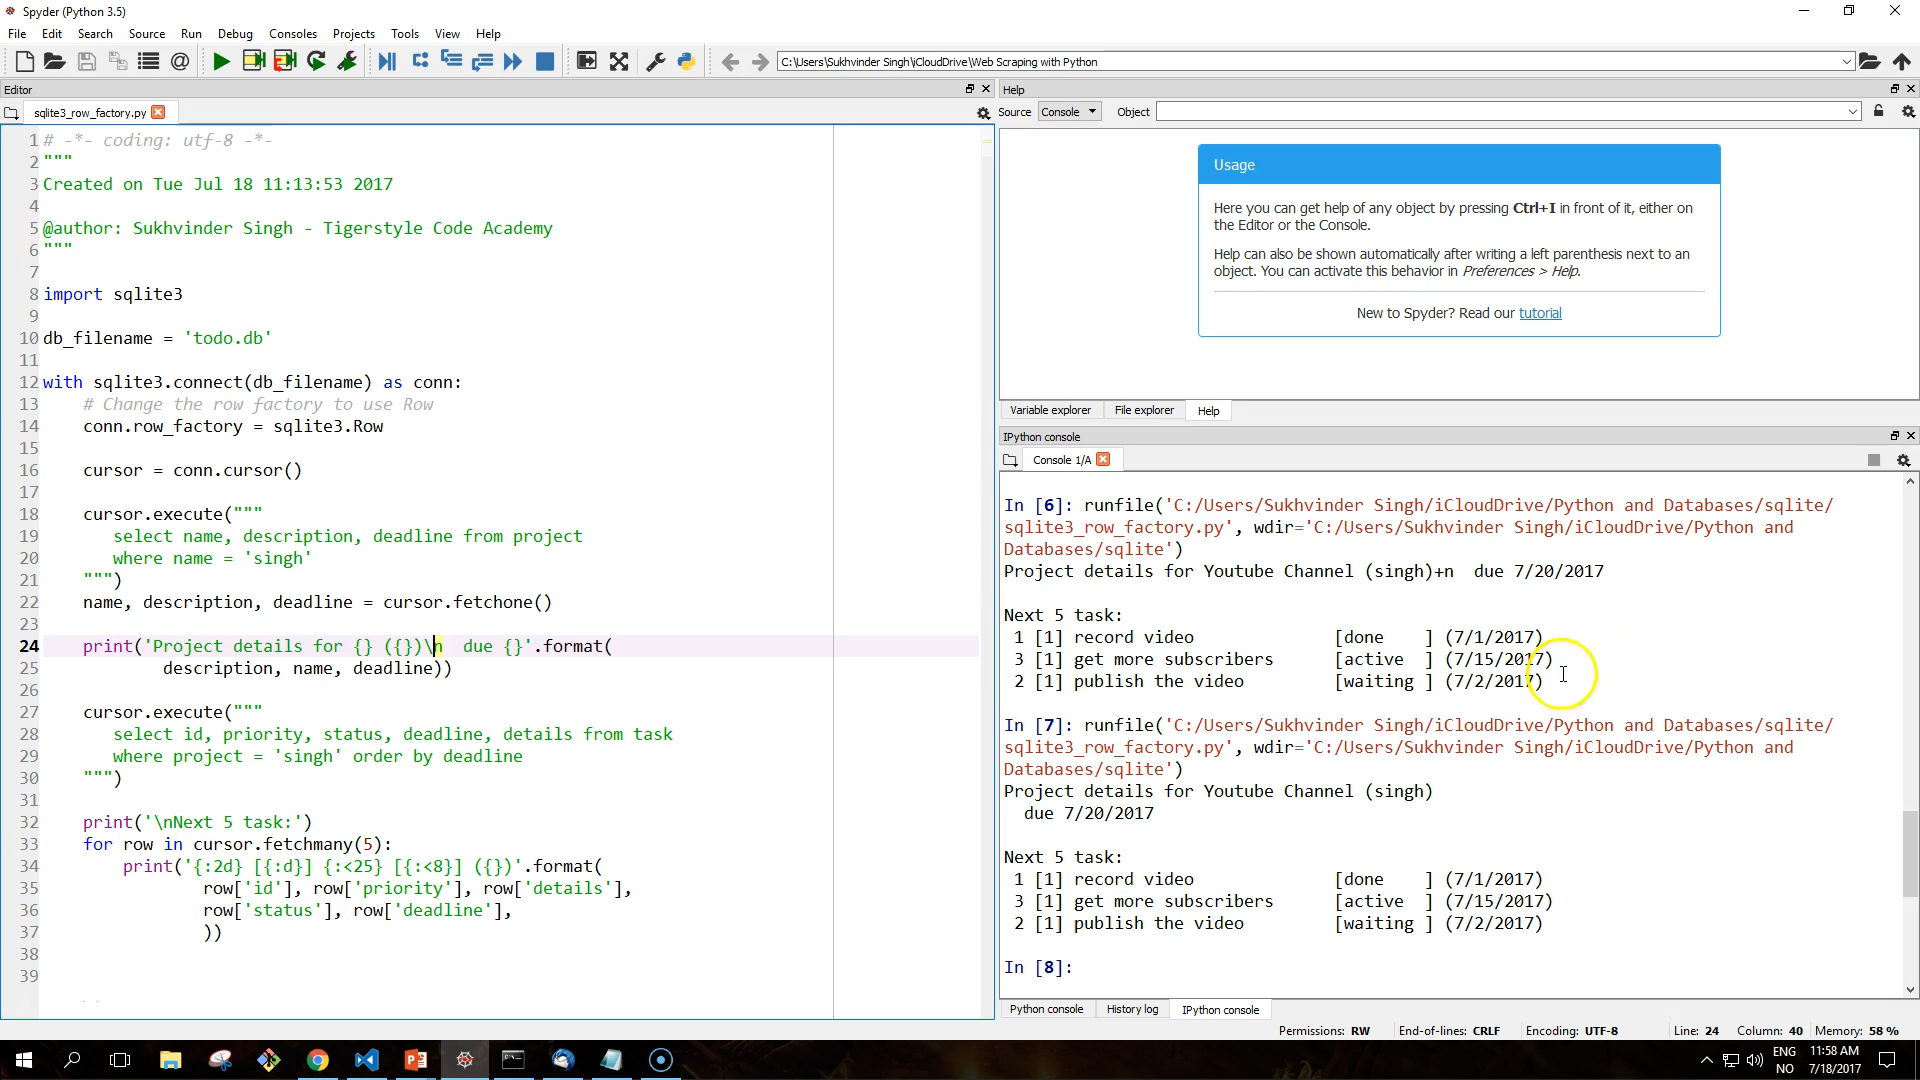 Spyder (Python 3.5)
File Edit Search Source Run Debug Consoles Projects Tools View Help
C:\Users\Sukhvinder Singh\iCloudDrive\Web Scraping with Python
Editor
sqlite3_row_factory.py
1 # -*- coding: utf-8 -*-
2 """
3 Created on Tue Jul 18 11:13:53 2017
4
5 @author: Sukhvinder Singh - Tigerstyle Code Academy
6 """
7
8 import sqlite3
9
10 db_filename = 'todo.db'
11
12 with sqlite3.connect(db_filename) as conn:
13     # Change the row factory to use Row
14     conn.row_factory = sqlite3.Row
15
16     cursor = conn.cursor()
17
18     cursor.execute("""
19        select name, description, deadline from project
20        where name = 'singh'
21     """)
22     name, description, deadline = cursor.fetchone()
23
24     print('Project details for {} ({})\n  due {}'.format(
25             description, name, deadline))
26
27     cursor.execute("""
28        select id, priority, status, deadline, details from task
29        where project = 'singh' order by deadline
30     """)
31
32     print('\nNext 5 task:')
33     for row in cursor.fetchmany(5):
34         print('{:2d} [{:d}] {:<25} [{:<8}] ({})'.format(
35                 row['id'], row['priority'], row['details'],
36                 row['status'], row['deadline'],
37                 ))
38
39
Help
Source Console Object
Usage
Here you can get help of any object by pressing Ctrl+I in front of it, either on
the Editor or the Console.
Help can also be shown automatically after writing a left parenthesis next to an
object. You can activate this behavior in Preferences > Help.
New to Spyder? Read our tutorial
Variable explorer File explorer Help
IPython console
Console 1/A
In [6]: runfile('C:/Users/Sukhvinder Singh/iCloudDrive/Python and Databases/sqlite/
sqlite3_row_factory.py', wdir='C:/Users/Sukhvinder Singh/iCloudDrive/Python and
Databases/sqlite')
Project details for Youtube Channel (singh)+n  due 7/20/2017
Next 5 task:
 1 [1] record video              [done    ] (7/1/2017)
 3 [1] get more subscribers      [active  ] (7/15/2017)
 2 [1] publish the video         [waiting ] (7/2/2017)
In [7]: runfile('C:/Users/Sukhvinder Singh/iCloudDrive/Python and Databases/sqlite/
sqlite3_row_factory.py', wdir='C:/Users/Sukhvinder Singh/iCloudDrive/Python and
Databases/sqlite')
Project details for Youtube Channel (singh)
  due 7/20/2017
Next 5 task:
 1 [1] record video              [done    ] (7/1/2017)
 3 [1] get more subscribers      [active  ] (7/15/2017)
 2 [1] publish the video         [waiting ] (7/2/2017)
In [8]:
Python console History log IPython console
Permissions: RW End-of-lines: CRLF Encoding: UTF-8 Line: 24 Column: 40 Memory: 58 %
ENG 11:58 AM
NO 7/18/2017